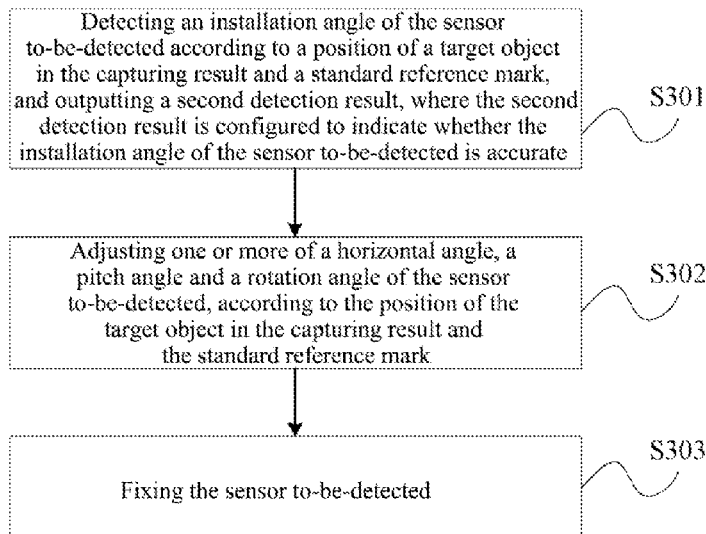 Detecting an installation angle of the sensor
to-be-detected according to a position of a target object
in the capturing result and a standard reference mark,
and outputting a second detection result, where the second
detection result is configured to indicate whether the
installation angle of the sensor to-be-detected is accurate
S301
Adjusting one or more of a horizontal angle, a
pitch angle and a rotation angle of the sensor
to-be-detected, according to the position of the
target object in the capturing result and
the standard reference mark
S302
Fixing the sensor to-be-detected
S303